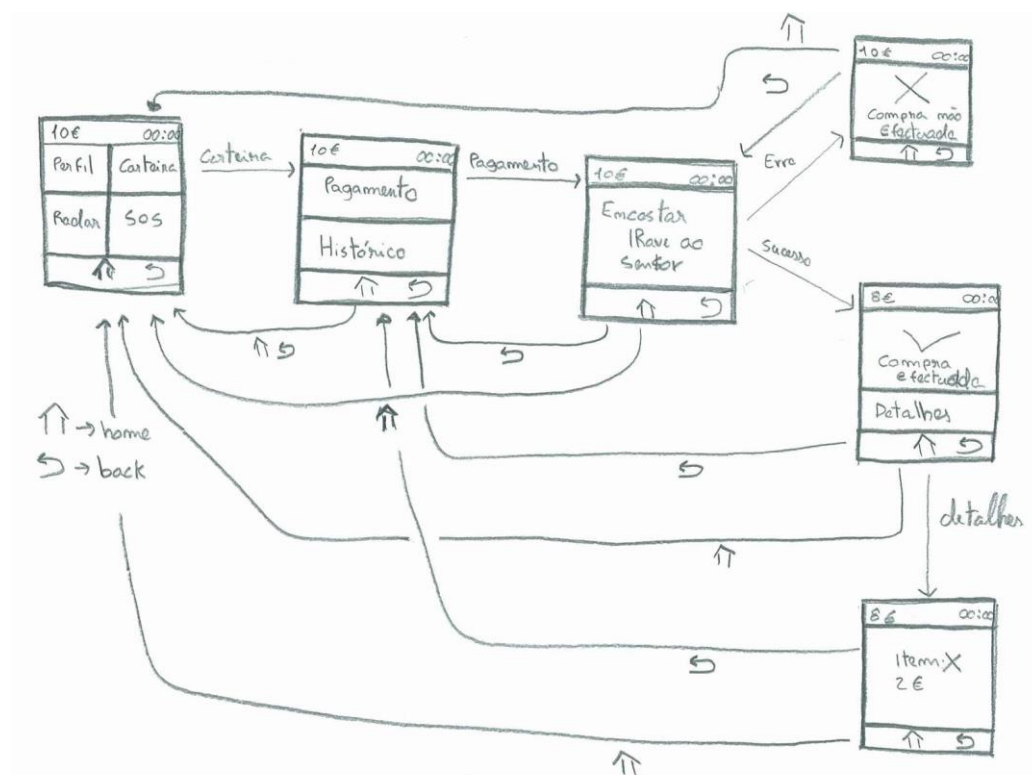 10€ 00:00
Perfil Carteira
Radar SOS
Carteira
10€ 00:00
Pagamento
Histórico
Pagamento
10€ 00:00
Encostar
IRave ao
sensor
Erro
10€ 00:00
Compra não
Efectuada
Sucesso
8€ 00:00
Compra
efectuada
Detalhes
detalhes
8€ 00:00
Item: X
2€
→ home
→ back